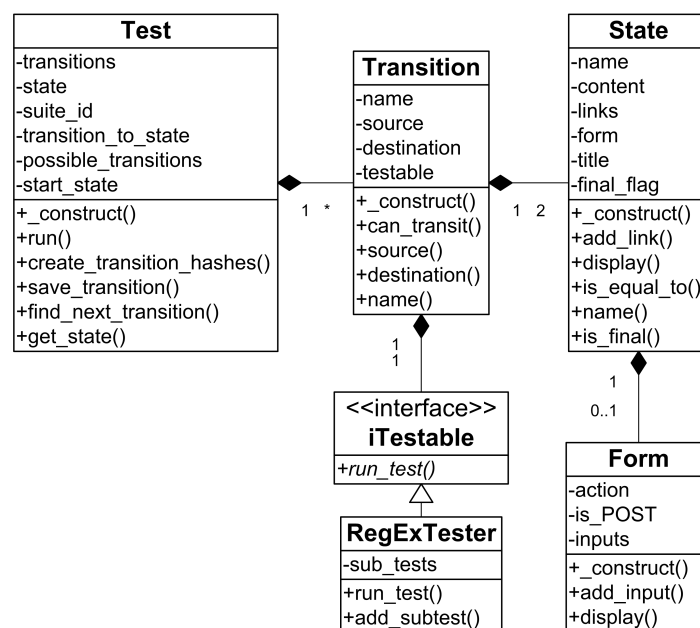 Test
-transitions
-state
-suite_id
-transition_to_state
-possible_transitions
-start_state
+_construct()
+run()
+create_transition_hashes()
+save_transition()
+find_next_transition()
+get_state()
1 *
Transition
-name
-source
-destination
-testable
+_construct()
+can_transit()
+source()
+destination()
+name()
1 2
State
-name
-content
-links
-form
-title
-final_flag
+_construct()
+add_link()
+display()
+is_equal_to()
+name()
+is_final()
1
1
<<interface>>
iTestable
+run_test()
RegExTester
-sub_tests
+run_test()
+add_subtest()
1
0..1
Form
-action
-is_POST
-inputs
+_construct()
+add_input()
+display()